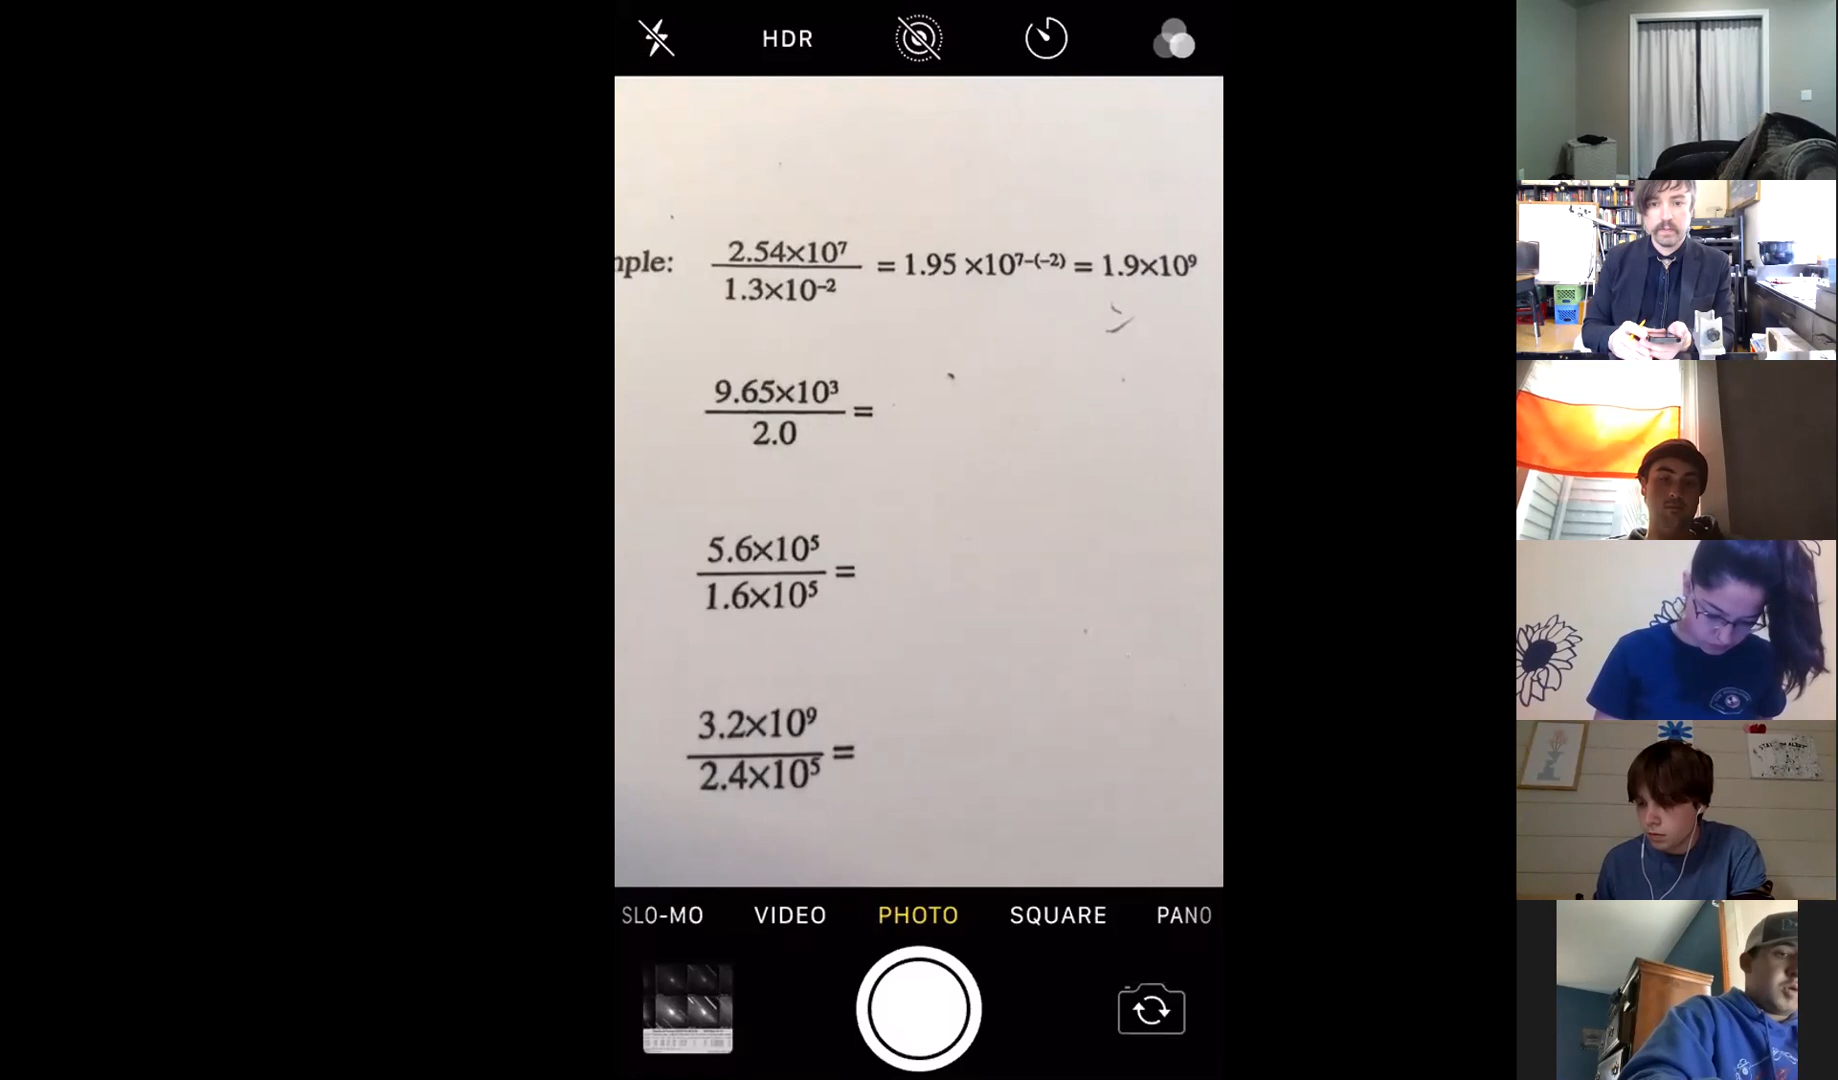 HDR
mple: 2.54×10⁷ / 1.3×10⁻² = 1.95 ×10⁷⁻⁽⁻²⁾ = 1.9×10⁹
9.65×10³ / 2.0 =
5.6×10⁵ / 1.6×10⁵ =
3.2×10⁹ / 2.4×10⁵ =
SLO-MO VIDEO PHOTO SQUARE PANO